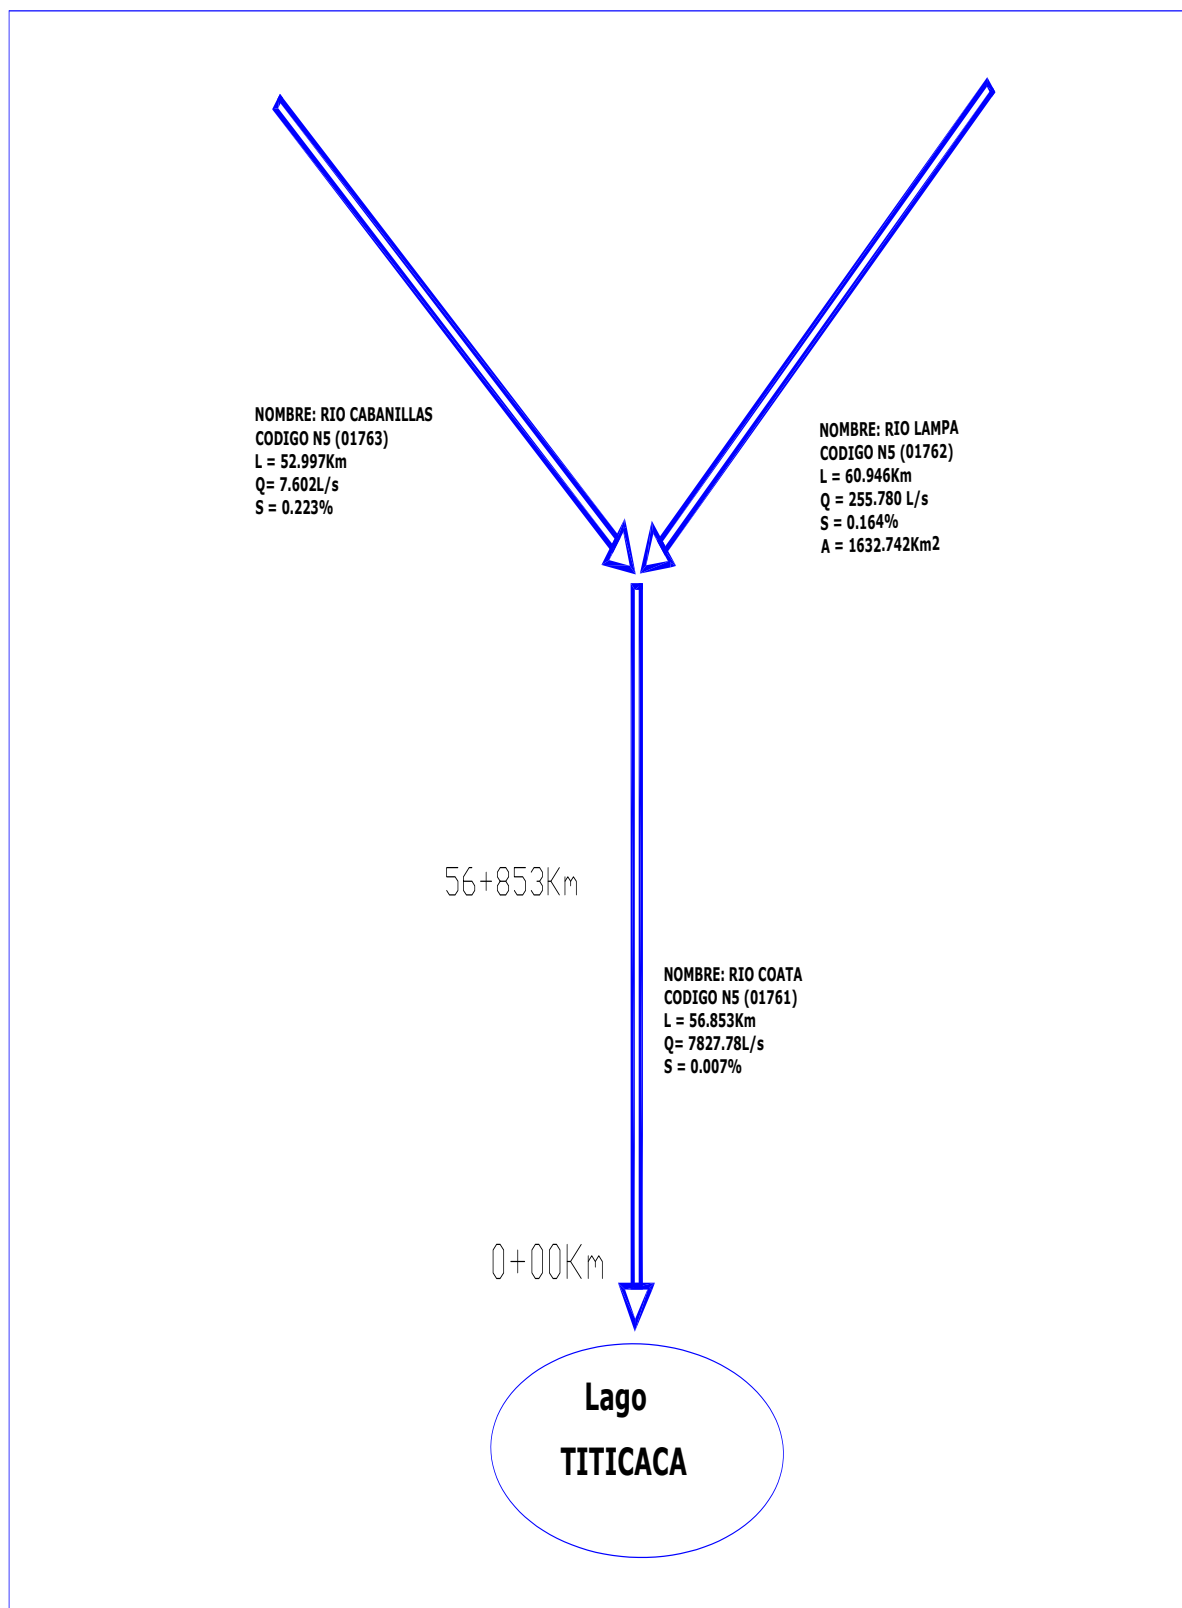 NOMBRE: RIO CABANILLAS
CODIGO N5 (01763)
L = 52.997Km
Q= 7.602L/s
S = 0.223%
NOMBRE: RIO LAMPA
CODIGO N5 (01762)
L = 60.946Km
Q = 255.780 L/s
S = 0.164%
A = 1632.742Km2
56+853Km
NOMBRE: RIO COATA
CODIGO N5 (01761)
L = 56.853Km
Q= 7827.78L/s
S = 0.007%
0+00Km
Lago
TITICACA